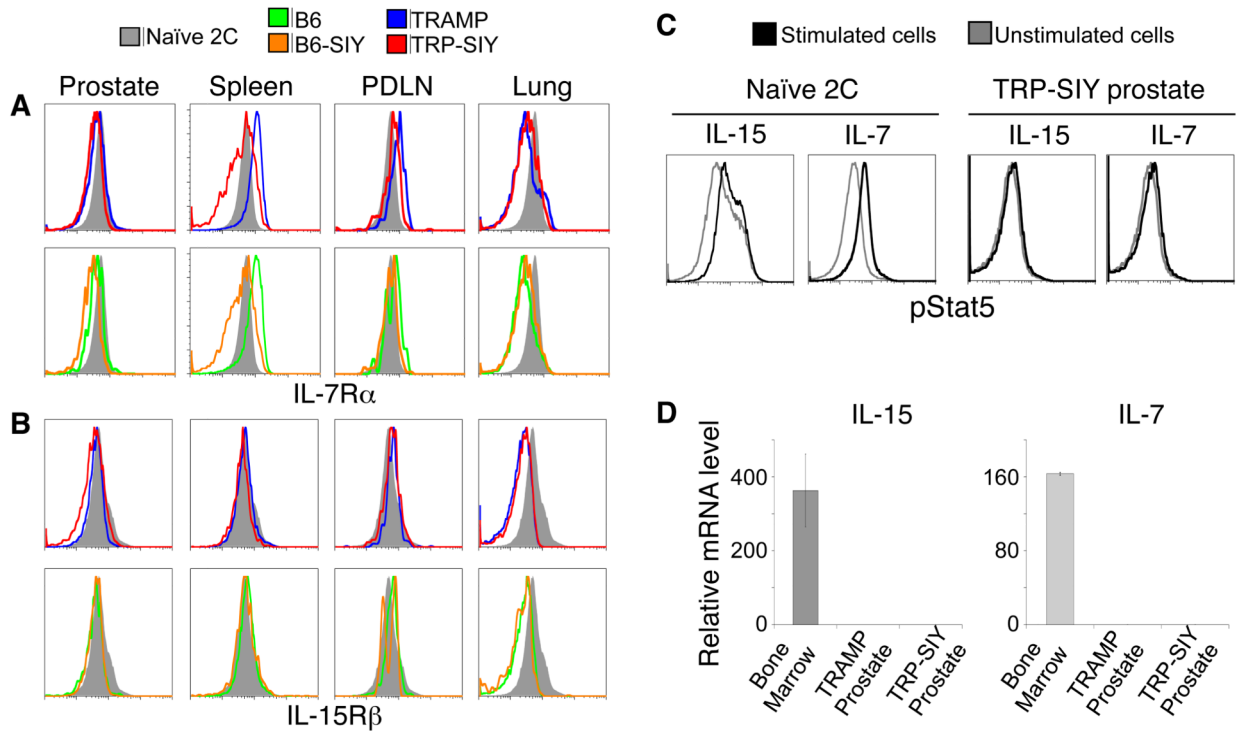 Naïve 2C
B6
TRAMP
B6-SIY
TRP-SIY
A
Prostate
Spleen
PDLN
Lung
IL-7Rα
B
IL-15Rβ
C
Stimulated cells
Unstimulated cells
Naïve 2C
TRP-SIY prostate
IL-15
IL-7
IL-15
IL-7
pStat5
D
IL-15
IL-7
Relative mRNA level
400
200
0
160
80
0
Bone
Marrow
TRAMP
Prostate
TRP-SIY
Prostate
Bone
Marrow
TRAMP
Prostate
TRP-SIY
Prostate